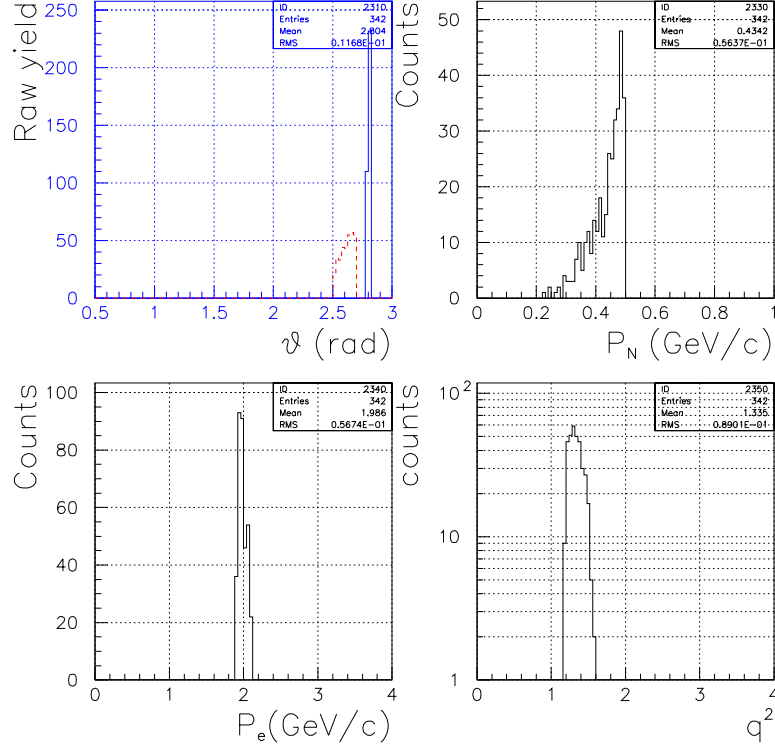 ID 2310
Entries 342
Mean 2.804
RMS 0.1168E-01
Raw yield
250
200
150
100
50
0
0.5 1 1.5 2 2.5 3
ϑ (rad)
ID 2330
Entries 342
Mean 0.4342
RMS 0.5637E-01
Counts
50
40
30
20
10
0
0 0.2 0.4 0.6 0.8 1
P_N (GeV/c)
ID 2340
Entries 342
Mean 1.986
RMS 0.5674E-01
Counts
100
80
60
40
20
0
0 1 2 3 4
P_e (GeV/c)
ID 2350
Entries 342
Mean 1.335
RMS 0.8901E-01
counts
10²
10
1
0 1 2 3 4
q²